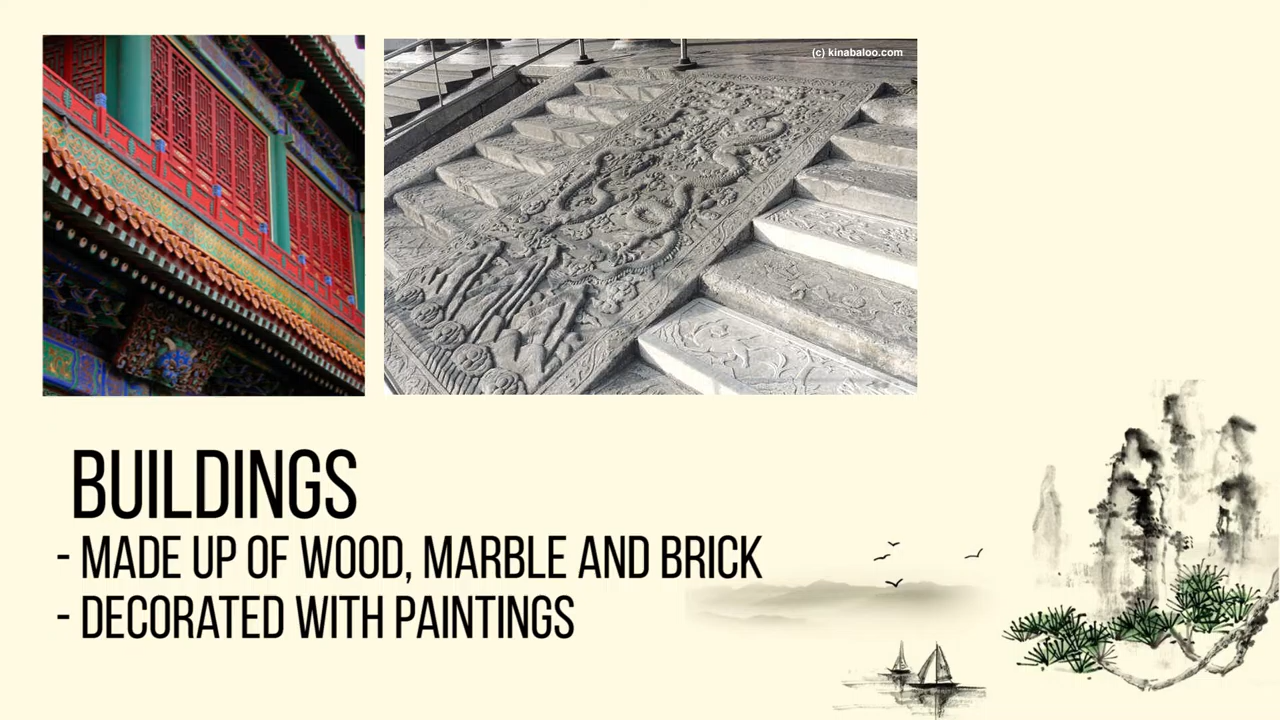 (c) kinabaloo.com
BUILDINGS
- MADE UP OF WOOD, MARBLE AND BRICK
- DECORATED WITH PAINTINGS